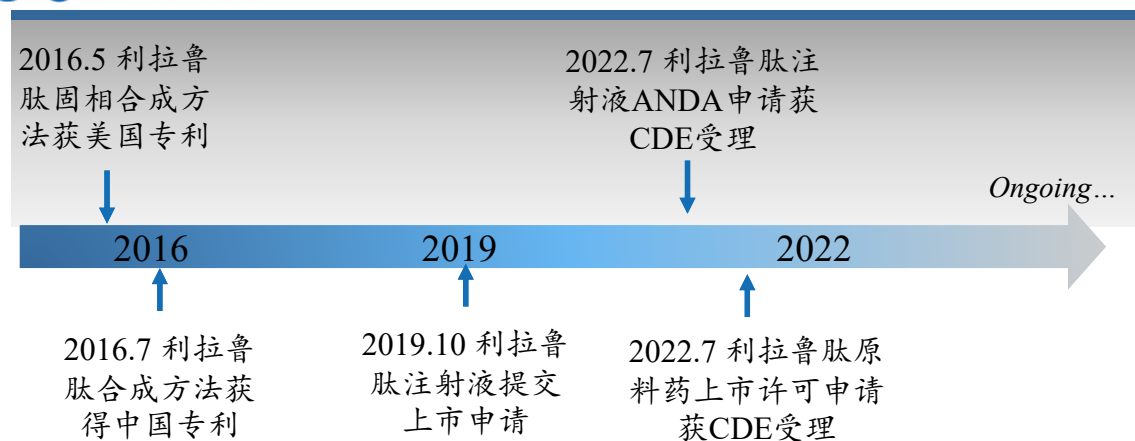 2016.5 利拉鲁
肽固相合成方
法获美国专利
2022.7 利拉鲁肽注
射液ANDA申请获
CDE受理
Ongoing…
2016
2019
2022
2016.7 利拉鲁
肽合成方法获
得中国专利
2019.10 利拉鲁
肽注射液提交
上市申请
2022.7 利拉鲁肽原
料药上市许可申请
获CDE受理